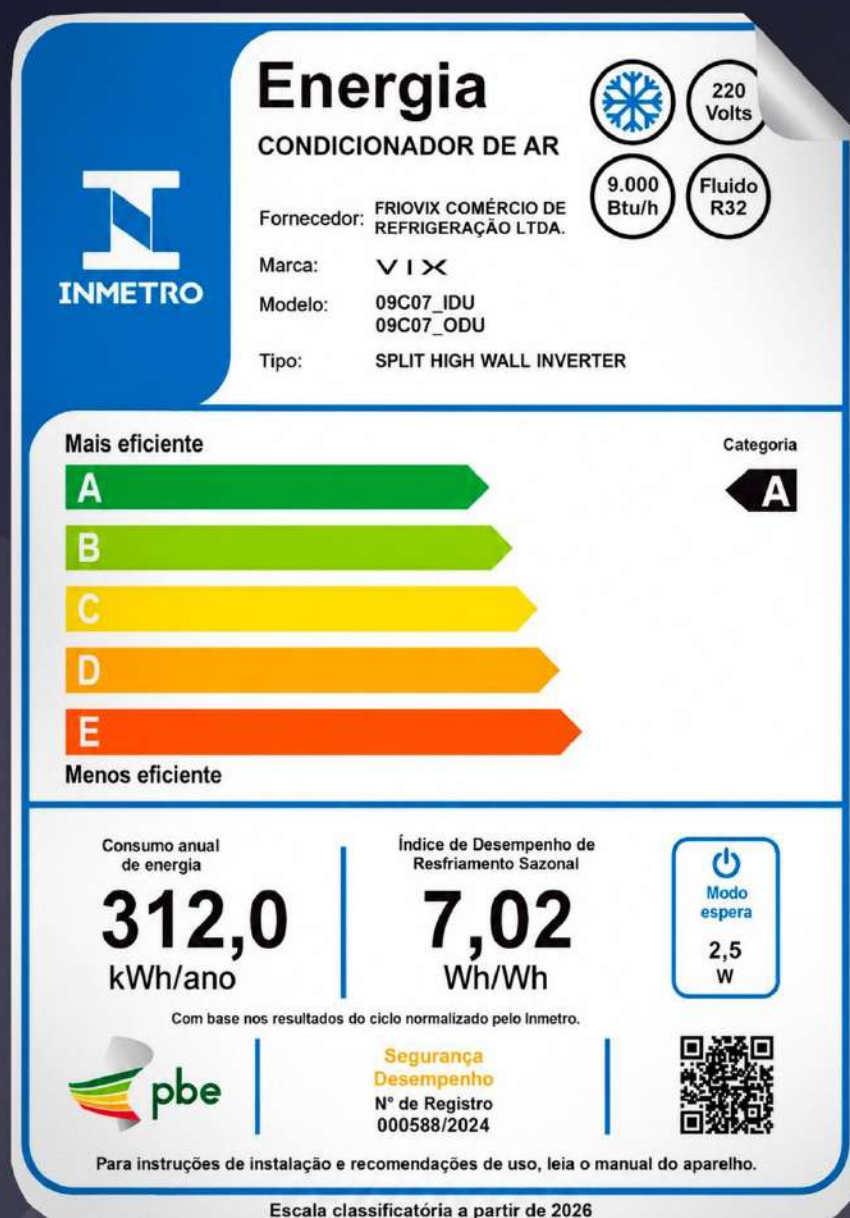 Energia
CONDICIONADOR DE AR
220
Volts
9.000
Btu/h
Fluido
R32
INMETRO
Fornecedor: FRIOVIX COMÉRCIO DE
REFRIGERAÇÃO LTDA.
Marca: VIX
Modelo: 09C07_IDU
09C07_ODU
Tipo: SPLIT HIGH WALL INVERTER
Mais eficiente
Categoria
A
A
B
C
D
E
Menos eficiente
Consumo anual
de energia
312,0
kWh/ano
Índice de Desempenho de
Resfriamento Sazonal
7,02
Wh/Wh
Modo
espera
2,5
W
Com base nos resultados do ciclo normalizado pelo Inmetro.
pbe
Segurança
Desempenho
N° de Registro
000588/2024
Para instruções de instalação e recomendações de uso, leia o manual do aparelho.
Escala classificatória a partir de 2026